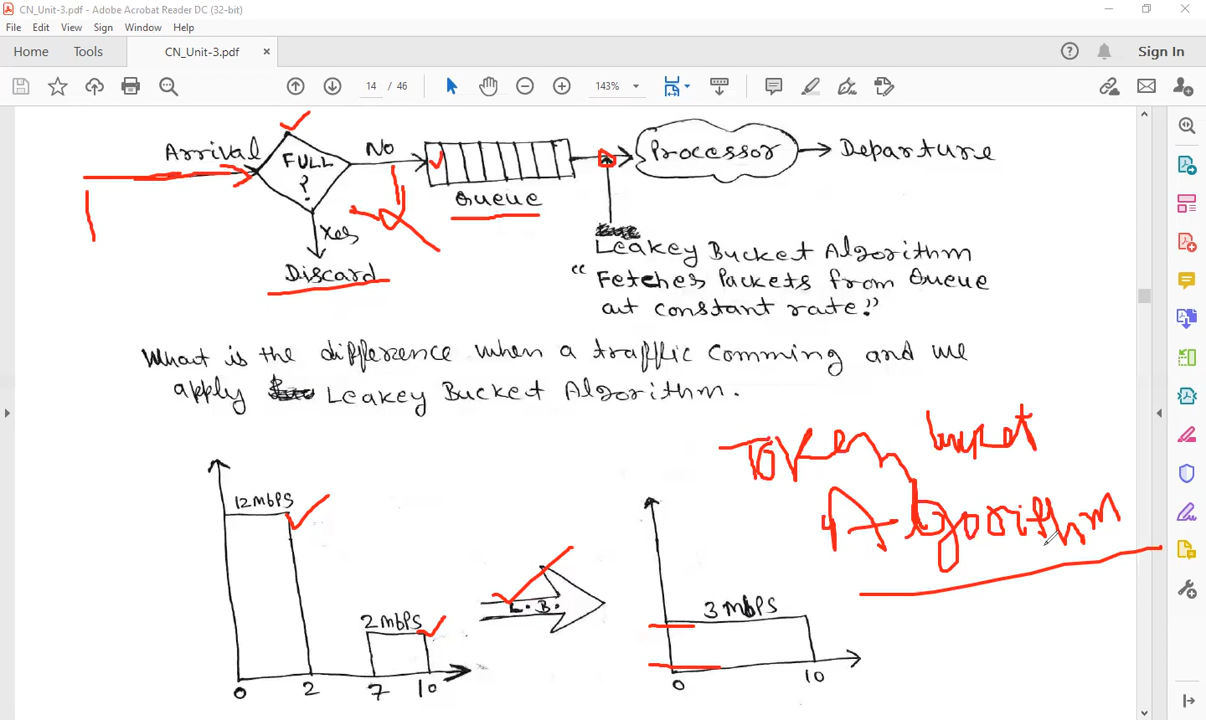 CN_Unit-3.pdf - Adobe Acrobat Reader DC (32-bit)
File Edit View Sign Window Help
Home Tools CN_Unit-3.pdf × Sign In
14 / 46 143%
Arrival FULL ? No Processor Departure
Queue
Yes
Discard
Leakey Bucket Algorithm
"Fetches Packets from Queue
at constant rate."
What is the difference when a traffic comming and we
apply Leakey Bucket Algorithm.
Token bucket
Algorithm
12 MbPS
2 MbPS
L.B.
3 MbPS
0 2 7 10
0 10